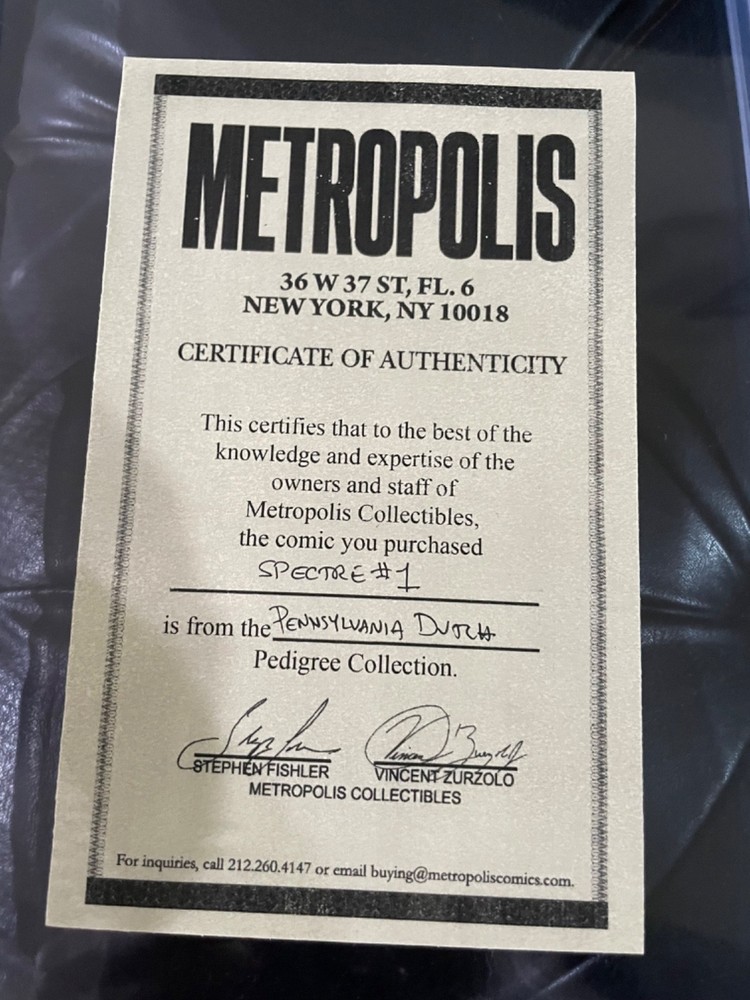 METROPOLIS
36 W 37 ST, FL. 6
NEW YORK, NY 10018
CERTIFICATE OF AUTHENTICITY
This certifies that to the best of the
knowledge and expertise of the
owners and staff of
Metropolis Collectibles,
the comic you purchased
SPECTRE #1
is from the PENNSYLVANIA DUTCH
Pedigree Collection.
STEPHEN FISHLER VINCENT ZURZOLO
METROPOLIS COLLECTIBLES
For inquiries, call 212.260.4147 or email buying@metropoliscomics.com.